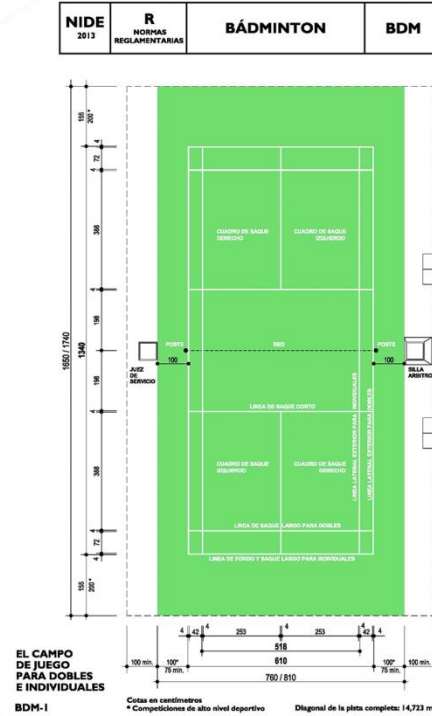 NIDE
2013
R
NORMAS
REGLAMENTARIAS
BÁDMINTON
BDM
155
200*
4
72
4
388
4
198
1650 / 1740
1340
198
4
388
4
72
4
155
200*
CUADRO DE SAQUE
DERECHO
CUADRO DE SAQUE
IZQUIERDO
POSTE
RED
POSTE
100
100
JUEZ
DE
SERVICIO
SILLA
ARBITRO
LINEA DE SAQUE CORTO
CUADRO DE SAQUE
IZQUIERDO
CUADRO DE SAQUE
DERECHO
LINEA LATERAL EXTERIOR PARA INDIVIDUALES
LINEA LATERAL EXTERIOR PARA DOBLES
LINEA DE SAQUE LARGO PARA DOBLES
LINEA DE FONDO Y SAQUE LARGO PARA INDIVIDUALES
4 42 4 253 4 253 4 42 4
518
100 min. 100* 75 min. 610 100* 75 min. 100 min.
760 / 810
EL CAMPO
DE JUEGO
PARA DOBLES
E INDIVIDUALES
BDM-1
Cotas en centímetros
* Competiciones de alto nivel deportivo
Diagonal de la pista completa: 14,723 m